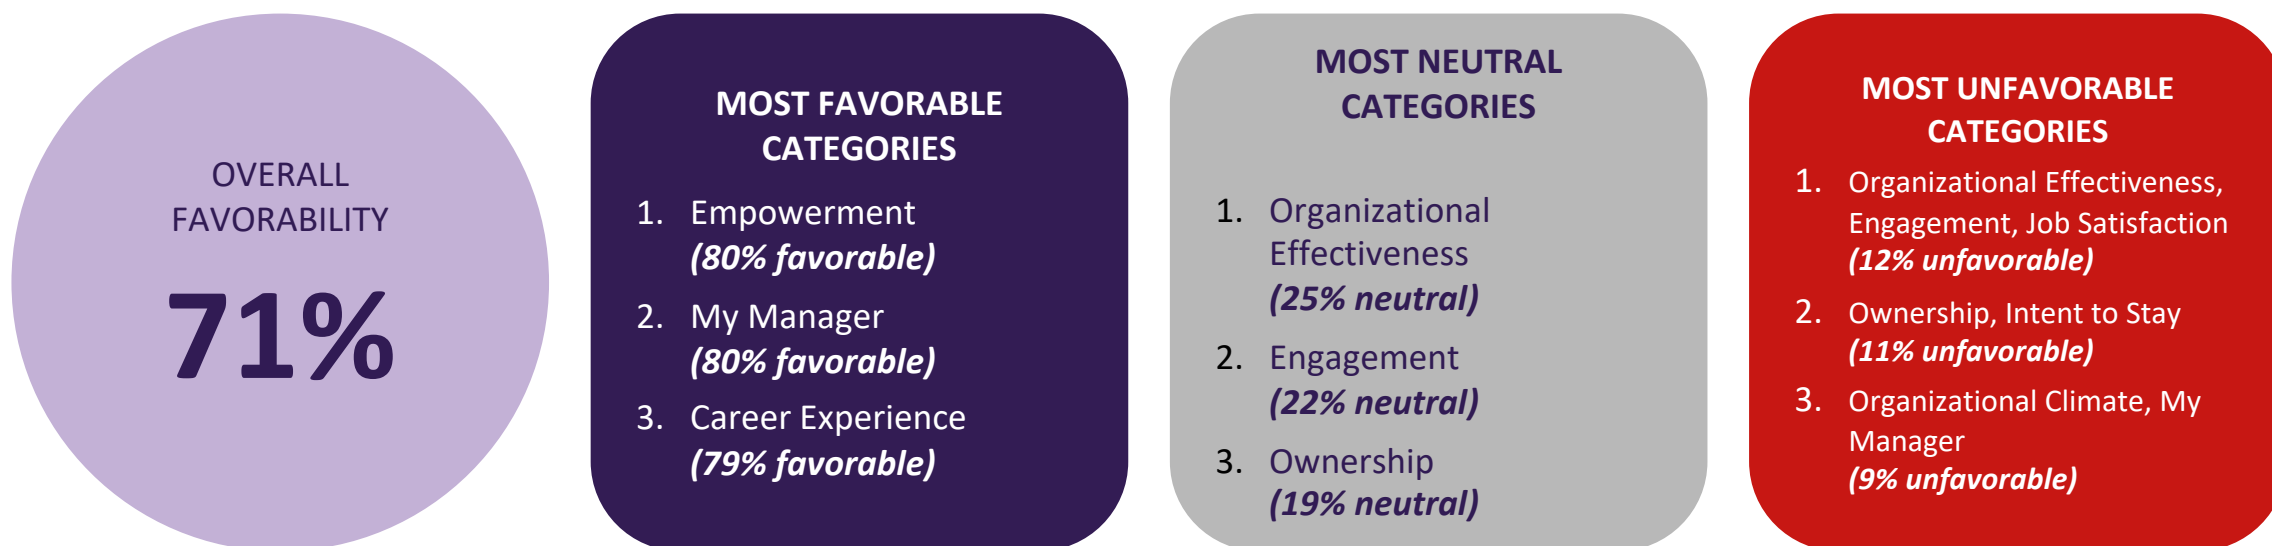 OVERALL
FAVORABILITY
71%
MOST FAVORABLE
CATEGORIES
1. Empowerment
(80% favorable)
2. My Manager
(80% favorable)
3. Career Experience
(79% favorable)
MOST NEUTRAL
CATEGORIES
1. Organizational
Effectiveness
(25% neutral)
2. Engagement
(22% neutral)
3. Ownership
(19% neutral)
MOST UNFAVORABLE
CATEGORIES
1. Organizational Effectiveness,
Engagement, Job Satisfaction
(12% unfavorable)
2. Ownership, Intent to Stay
(11% unfavorable)
3. Organizational Climate, My
Manager
(9% unfavorable)